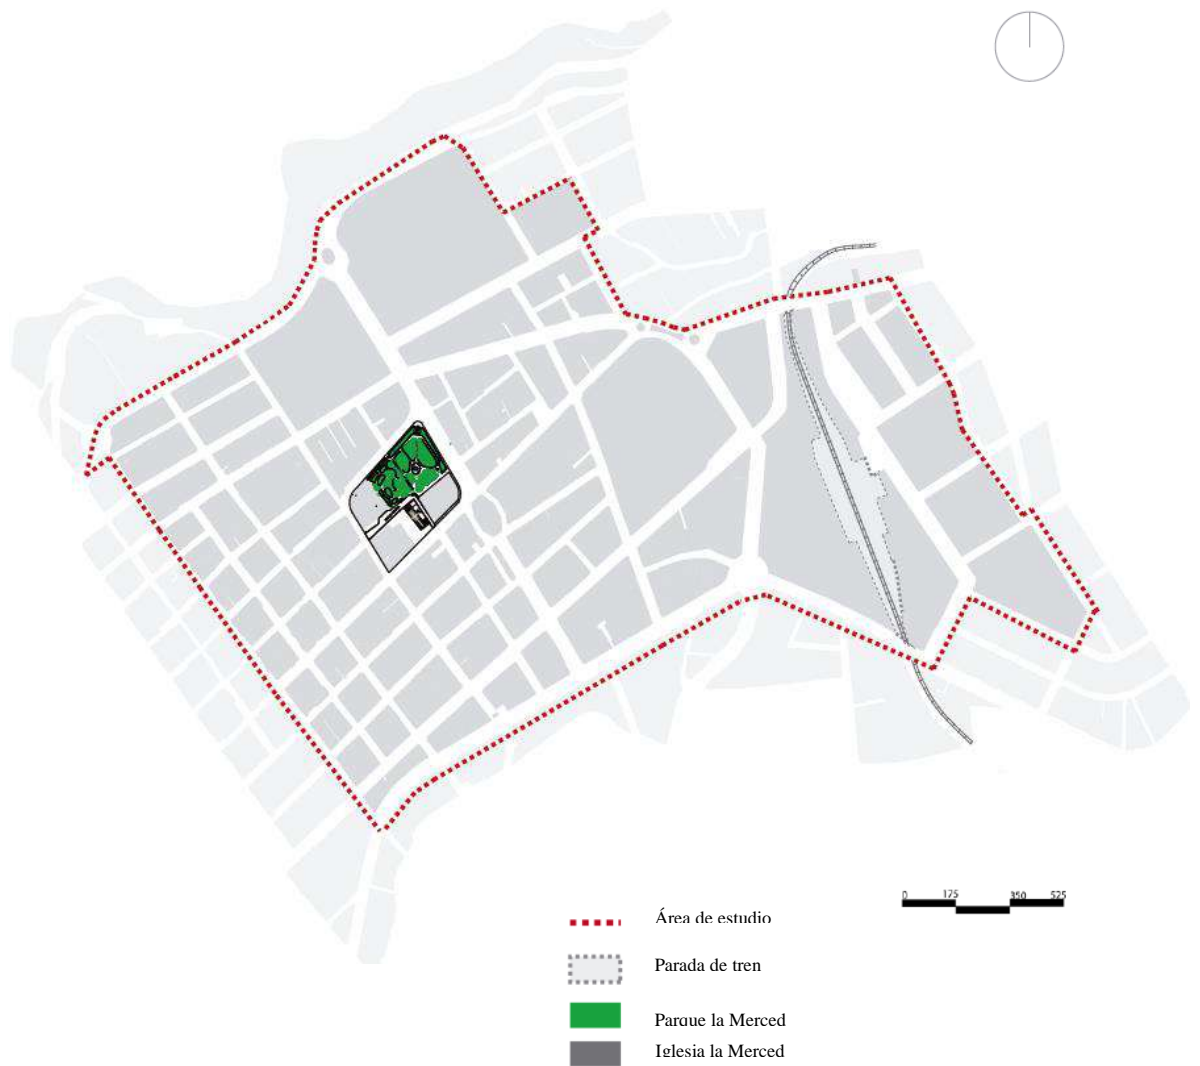 0 175 350 525
Área de estudio
Parada de tren
Parque la Merced
Iglesia la Merced